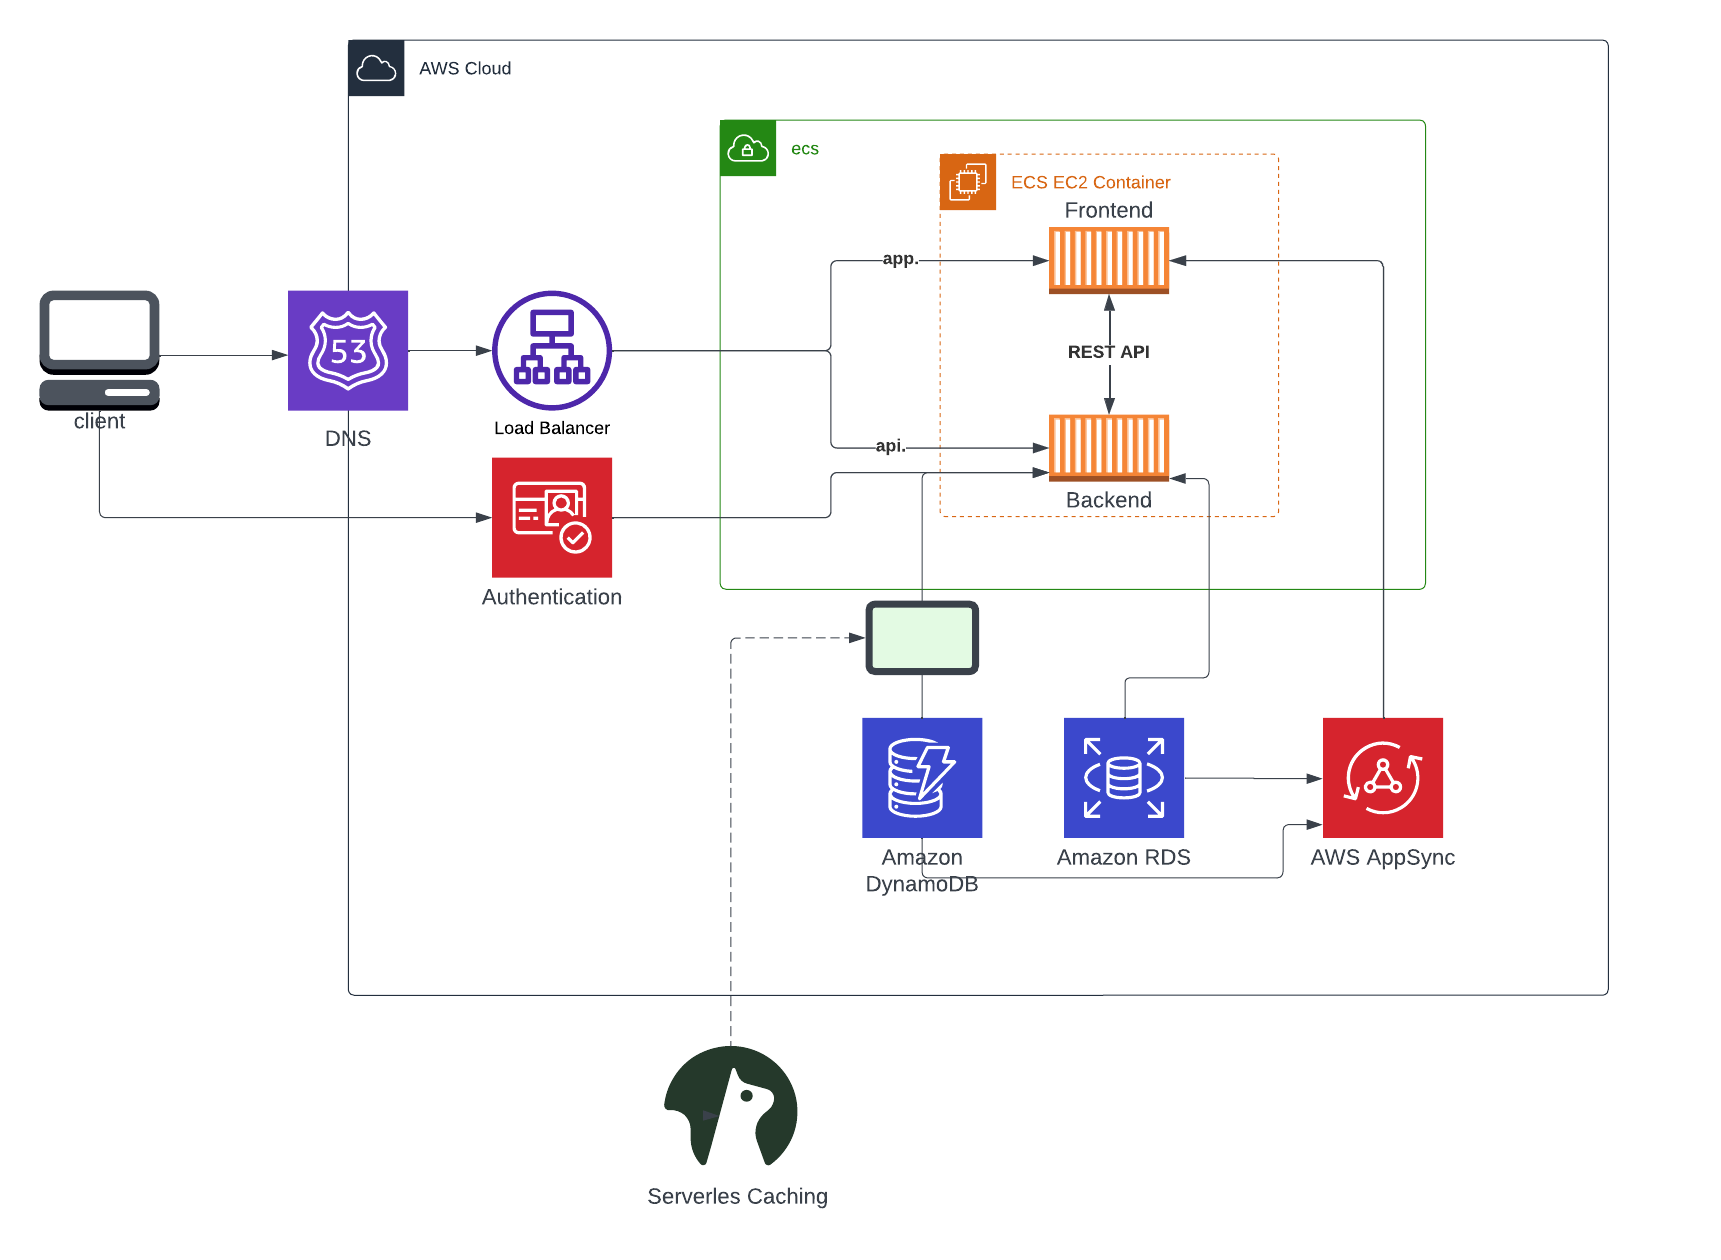 AWS Cloud
ecs
ECS EC2 Container
Frontend
app.
53
REST API
client
DNS
Load Balancer
api.
Backend
Authentication
Amazon
DynamoDB
Amazon RDS
AWS AppSync
Serverles Caching